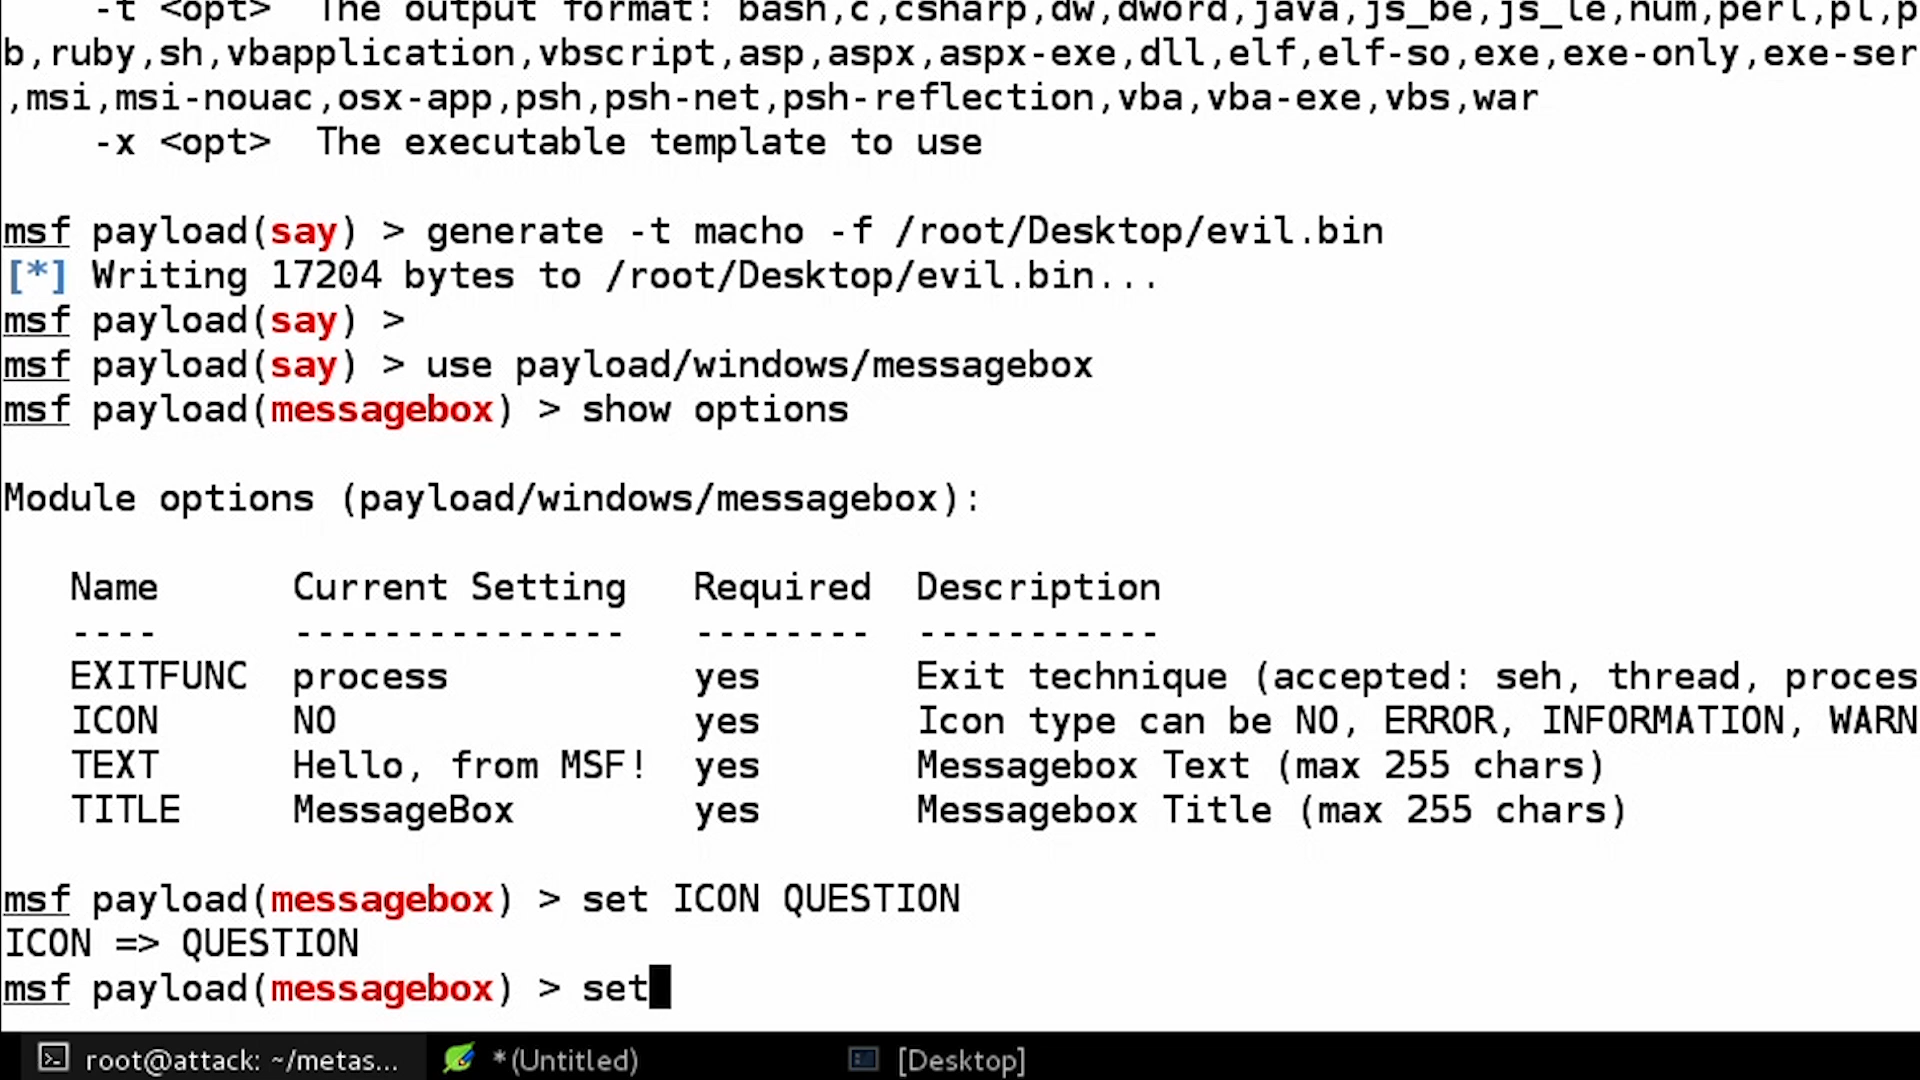 -t <opt>  The output format: bash,c,csharp,dw,dword,java,js_be,js_le,num,perl,pl,p
b,ruby,sh,vbapplication,vbscript,asp,aspx,aspx-exe,dll,elf,elf-so,exe,exe-only,exe-ser
,msi,msi-nouac,osx-app,psh,psh-net,psh-reflection,vba,vba-exe,vbs,war
-x <opt>  The executable template to use
msf payload(say) > generate -t macho -f /root/Desktop/evil.bin
[*] Writing 17204 bytes to /root/Desktop/evil.bin...
msf payload(say) >
msf payload(say) > use payload/windows/messagebox
msf payload(messagebox) > show options
Module options (payload/windows/messagebox):
Name      Current Setting   Required  Description
----      ---------------   --------  -----------
EXITFUNC  process           yes       Exit technique (accepted: seh, thread, proces
ICON      NO                yes       Icon type can be NO, ERROR, INFORMATION, WARN
TEXT      Hello, from MSF!  yes       Messagebox Text (max 255 chars)
TITLE     MessageBox        yes       Messagebox Title (max 255 chars)
msf payload(messagebox) > set ICON QUESTION
ICON => QUESTION
msf payload(messagebox) > set
root@attack: ~/metas... *(Untitled) [Desktop]